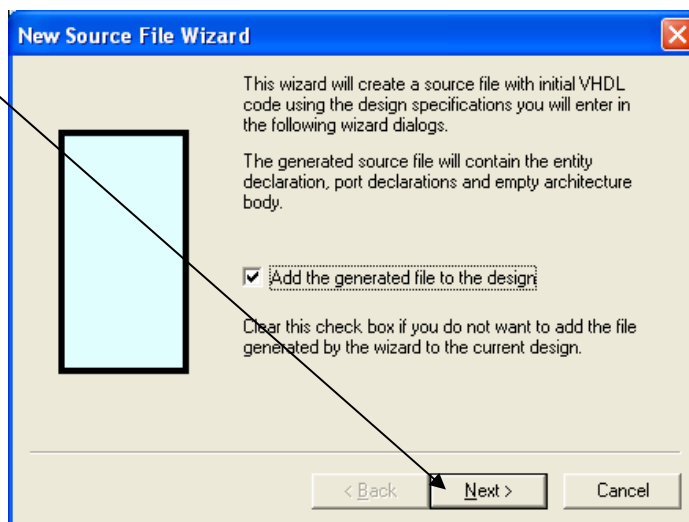 New Source File Wizard
This wizard will create a source file with initial VHDL
code using the design specifications you will enter in
the following wizard dialogs.
The generated source file will contain the entity
declaration, port declarations and empty architecture
body.
Add the generated file to the design
Clear this check box if you do not want to add the file
generated by the wizard to the current design.
< Back Next > Cancel